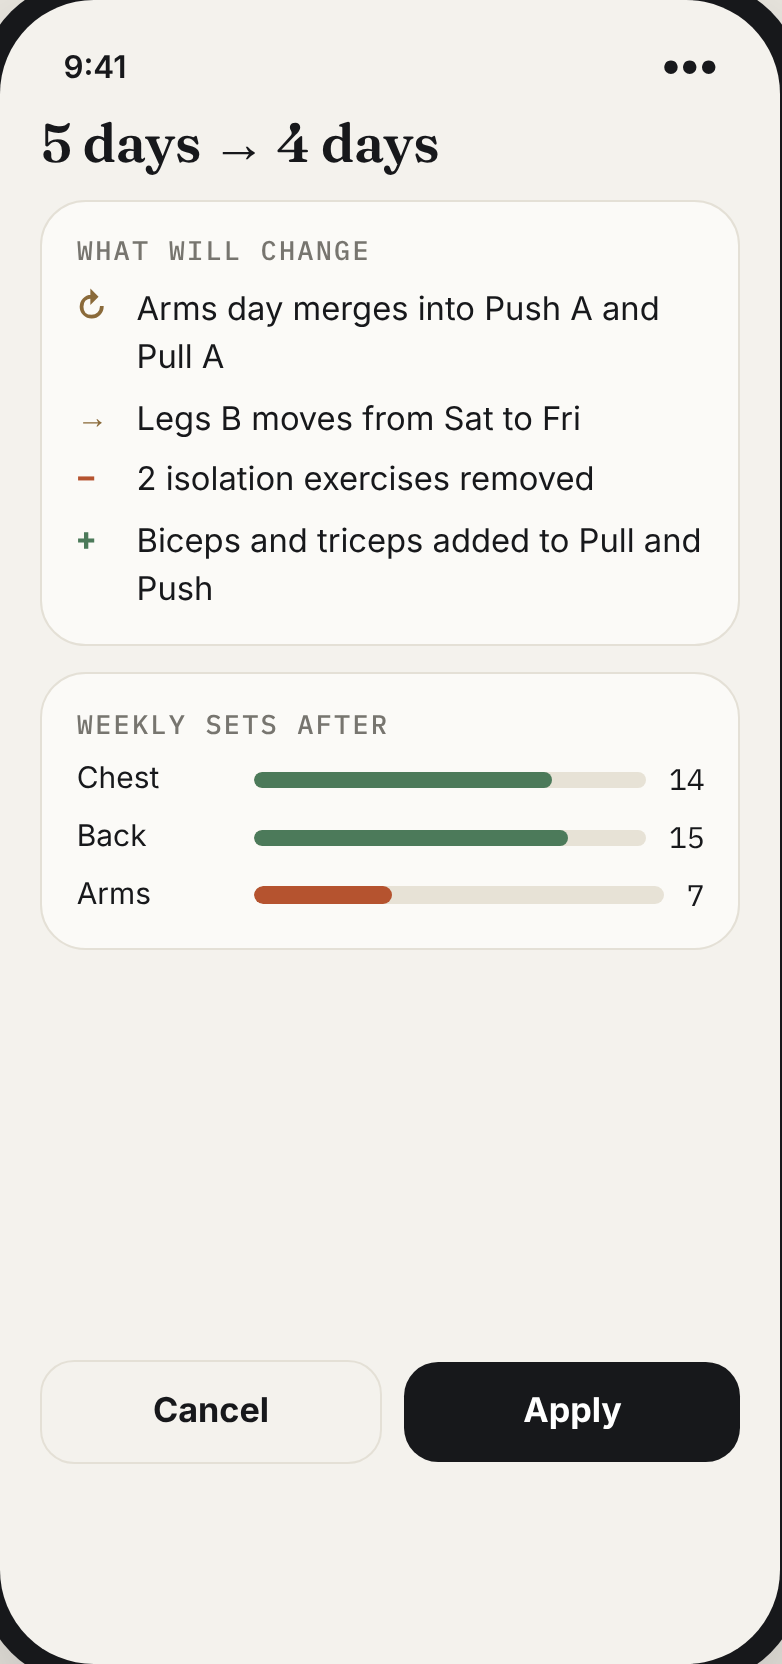 9:41
5 days → 4 days
WHAT WILL CHANGE
↻ Arms day merges into Push A and
Pull A
→ Legs B moves from Sat to Fri
− 2 isolation exercises removed
+ Biceps and triceps added to Pull and
Push
WEEKLY SETS AFTER
Chest 14
Back 15
Arms 7
Cancel Apply